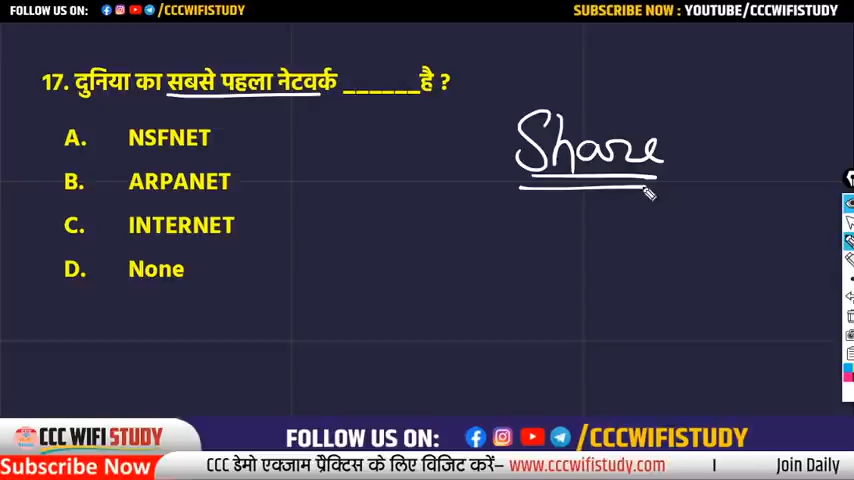 FOLLOW US ON: /CCCWIFISTUDY
SUBSCRIBE NOW : YOUTUBE/CCCWIFISTUDY
17. दुनिया का सबसे पहला नेटवर्क ______है ?
A. NSFNET
B. ARPANET
C. INTERNET
D. None
Share
CCC WIFI STUDY
FOLLOW US ON: /CCCWIFISTUDY
Subscribe Now
CCC डेमो एक्जाम प्रैक्टिस के लिए विजिट करें– www.cccwifistudy.com I Join Daily